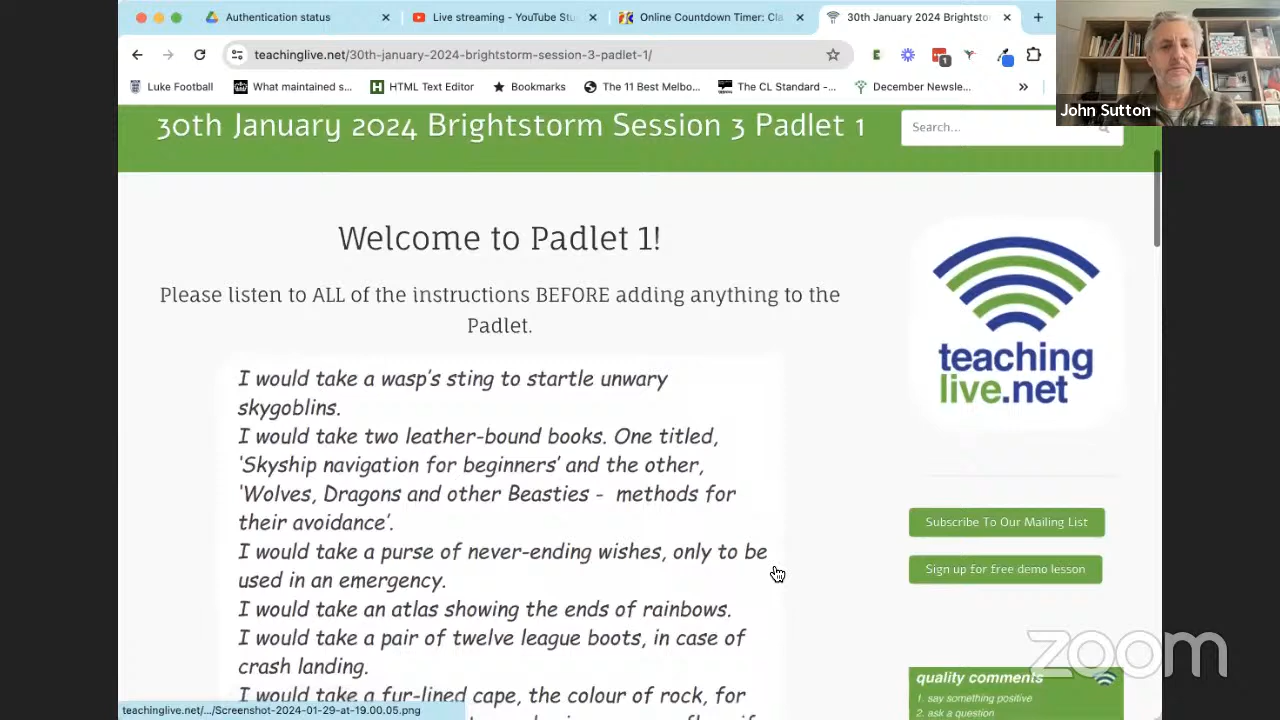 Authentication status
Live streaming - YouTube Stu
Online Countdown Timer: Cla
30th January 2024 Brightsto
teachinglive.net/30th-january-2024-brightstorm-session-3-padlet-1/
1
Luke Football
What maintained s...
HTML Text Editor
Bookmarks
The 11 Best Melbo...
The CL Standard -...
December Newsle...
John Sutton
30th January 2024 Brightstorm Session 3 Padlet 1
Search...
Welcome to Padlet 1!
Please listen to ALL of the instructions BEFORE adding anything to the
Padlet.
I would take a wasp's sting to startle unwary
skygoblins.
I would take two leather-bound books. One titled,
'Skyship navigation for beginners' and the other,
'Wolves, Dragons and other Beasties - methods for
their avoidance'.
I would take a purse of never-ending wishes, only to be
used in an emergency.
I would take an atlas showing the ends of rainbows.
I would take a pair of twelve league boots, in case of
crash landing.
I would take a fur-lined cape, the colour of rock, for
teaching
live.net
Subscribe To Our Mailing List
Sign up for free demo lesson
quality comments
1. say something positive
2. ask a question
zoom
teachinglive.net/.../Screenshot-2021-09-at-19.00.05.png